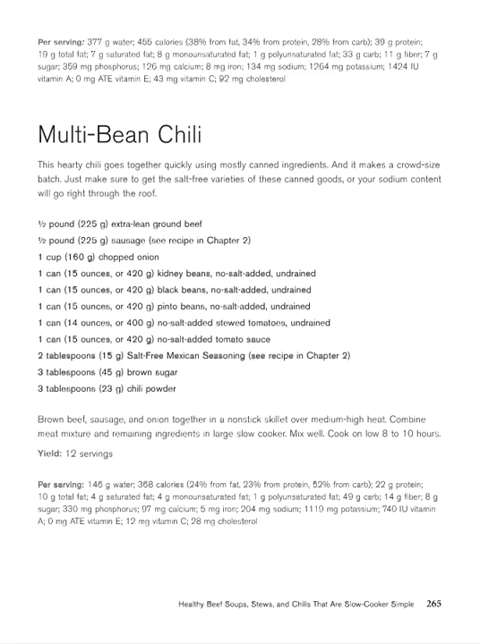 Per serving: 377 g water; 455 calories (38% from fat, 34% from protein, 28% from carb); 39 g protein;
19 g total fat; 7 g saturated fat; 8 g monounsaturated fat; 1 g polyunsaturated fat; 33 g carb; 11 g fiber; 7 g
sugar; 359 mg phosphorus; 126 mg calcium; 8 mg iron; 134 mg sodium; 1264 mg potassium; 1424 IU
vitamin A; 0 mg ATE vitamin E; 43 mg vitamin C; 92 mg cholesterol
Multi-Bean Chili
This hearty chili goes together quickly using mostly canned ingredients. And it makes a crowd-size
batch. Just make sure to get the salt-free varieties of these canned goods, or your sodium content
will go right through the roof.
½ pound (225 g) extra-lean ground beef
½ pound (225 g) sausage (see recipe in Chapter 2)
1 cup (160 g) chopped onion
1 can (15 ounces, or 420 g) kidney beans, no-salt-added, undrained
1 can (15 ounces, or 420 g) black beans, no-salt-added, undrained
1 can (15 ounces, or 420 g) pinto beans, no-salt-added, undrained
1 can (14 ounces, or 400 g) no-salt-added stewed tomatoes, undrained
1 can (15 ounces, or 420 g) no-salt-added tomato sauce
2 tablespoons (15 g) Salt-Free Mexican Seasoning (see recipe in Chapter 2)
3 tablespoons (45 g) brown sugar
3 tablespoons (23 g) chili powder
Brown beef, sausage, and onion together in a nonstick skillet over medium-high heat. Combine
meat mixture and remaining ingredients in large slow cooker. Mix well. Cook on low 8 to 10 hours.
Yield: 12 servings
Per serving: 146 g water; 368 calories (24% from fat, 23% from protein, 52% from carb); 22 g protein;
10 g total fat; 4 g saturated fat; 4 g monounsaturated fat; 1 g polyunsaturated fat; 49 g carb; 14 g fiber; 8 g
sugar; 330 mg phosphorus; 97 mg calcium; 5 mg iron; 204 mg sodium; 1119 mg potassium; 740 IU vitamin
A; 0 mg ATE vitamin E; 12 mg vitamin C; 28 mg cholesterol
Healthy Beef Soups, Stews, and Chilis That Are Slow-Cooker Simple 265